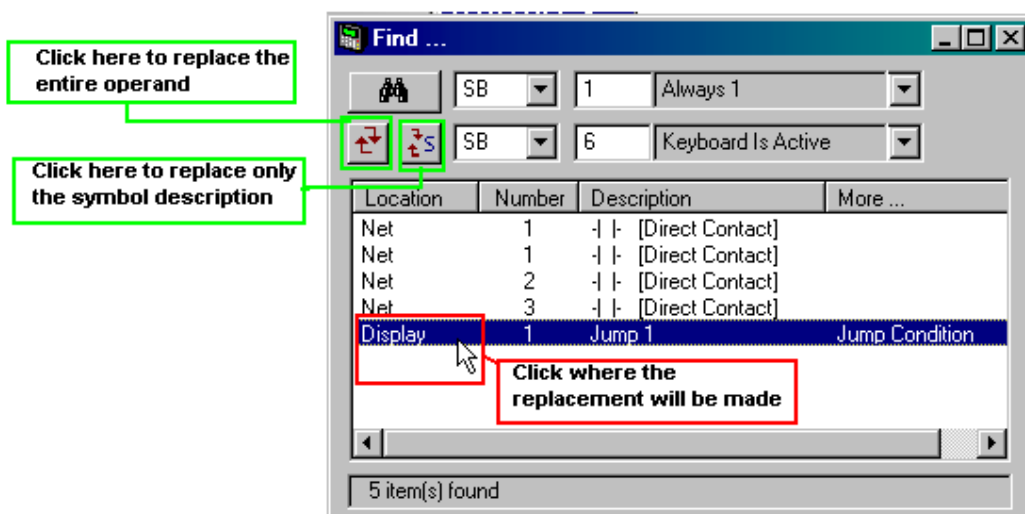 Find ...
Click here to replace the
entire operand
SB 1 Always 1
S SB 6 Keyboard Is Active
Click here to replace only
the symbol description
Location Number Description More ...
Net 1 -| |- [Direct Contact]
Net 1 -| |- [Direct Contact]
Net 2 -| |- [Direct Contact]
Net 3 -| |- [Direct Contact]
Display 1 Jump 1 Jump Condition
Click where the
replacement will be made
5 item(s) found